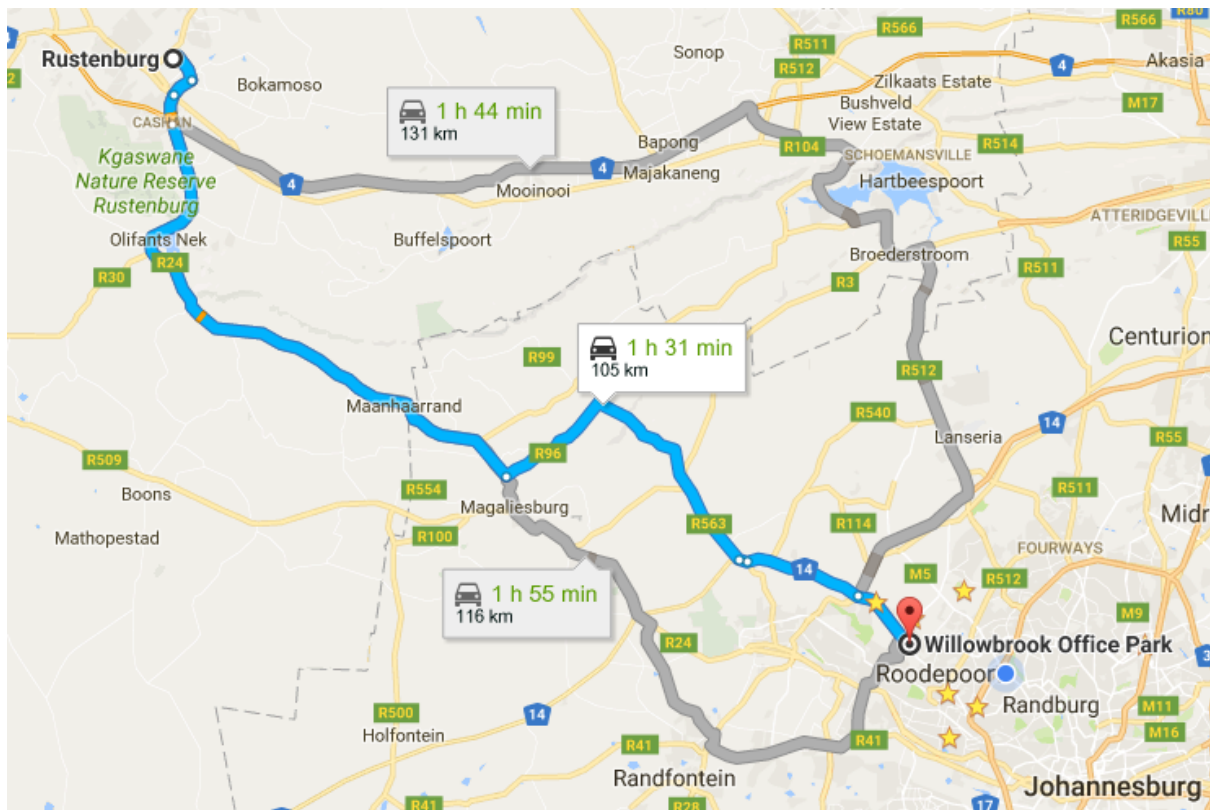 R566
R80
R511
R566
Sonop
Rustenburg
R512
4
Akasia
4
2
Bokamoso
Zilkaats Estate
Bushveld
View Estate
M17
1 h 44 min
131 km
CASHAN
Bapong
R104
R514
Kgaswane
Nature Reserve
Rustenburg
4
Majakaneng
SCHOEMANSVILLE
4
Mooinooi
Hartbeespoort
ATTERIDGEVILLE
Olifants Nek
Buffelspoort
R55
R24
Broederstroom
R30
R511
R3
Centurion
1 h 31 min
105 km
R99
R512
Maanhaarrand
R540
14
Lanseria
R55
R96
R509
R554
R511
Boons
Magaliesburg
Midr
R563
R114
Mathopestad
R100
FOURWAYS
14
M5
R512
1 h 55 min
116 km
M9
R24
Willowbrook Office Park
3
Roodepoor
R500
14
Randburg
M11
Holfontein
M16
R41
R41
Randfontein
Johannesburg
R41
R28
17